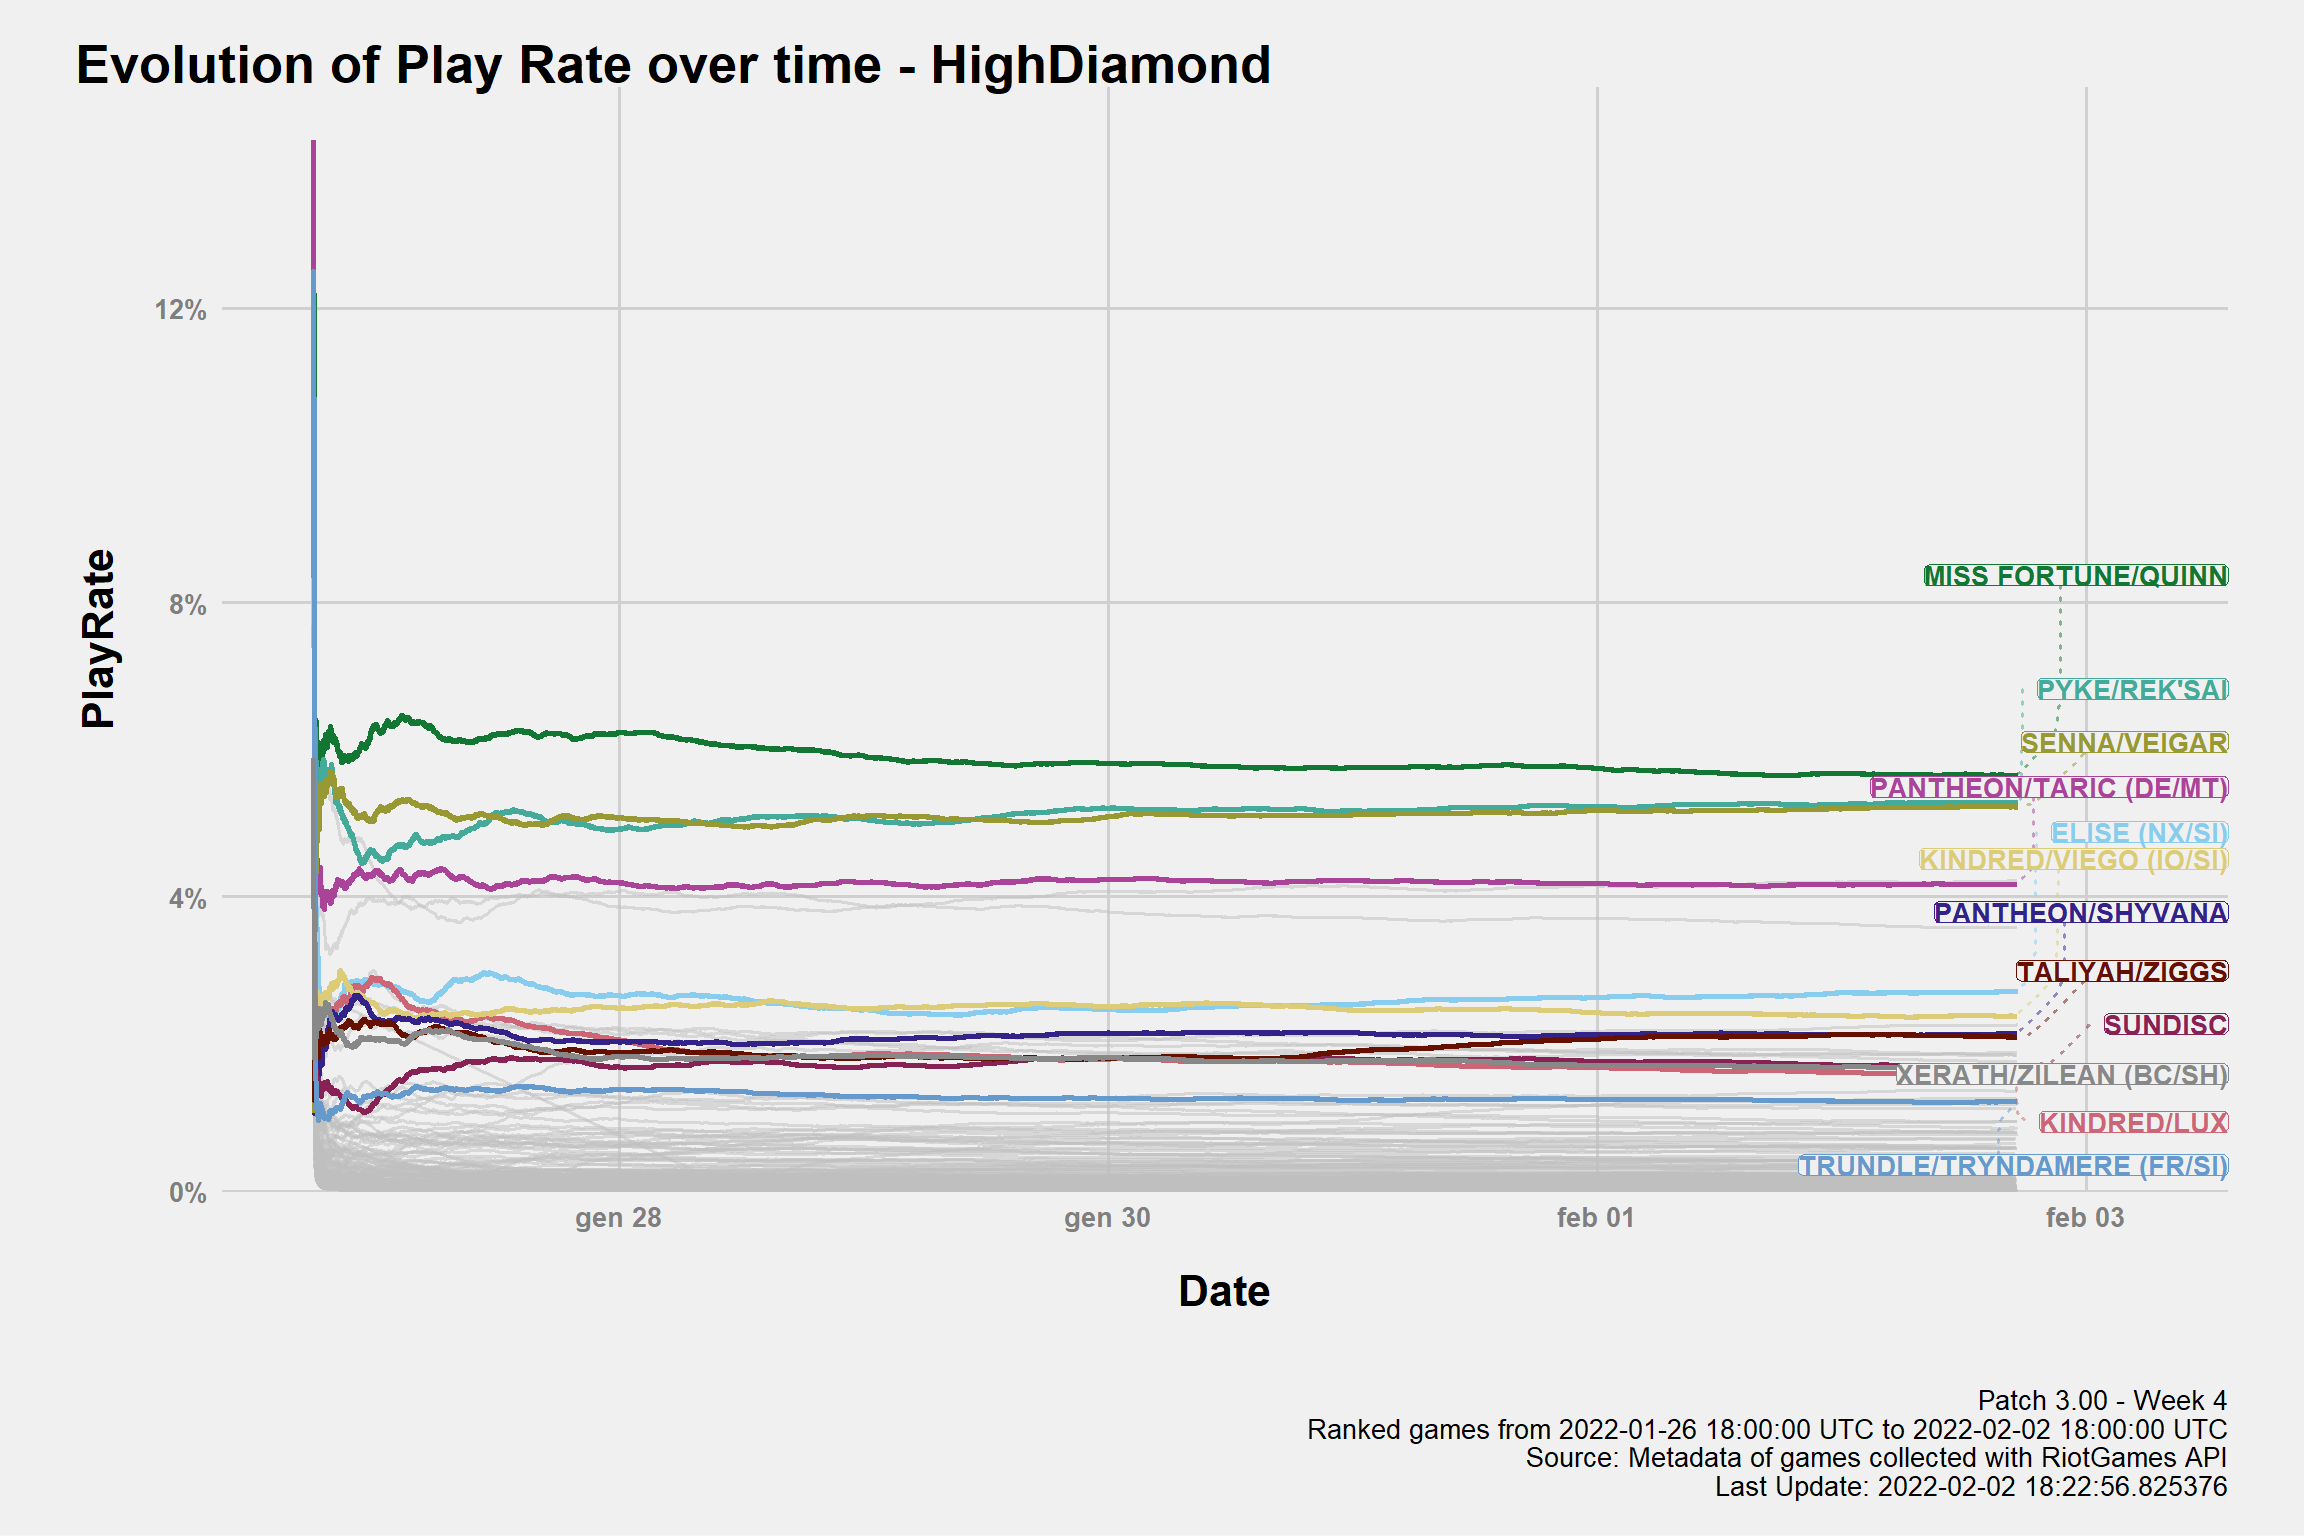 Evolution of Play Rate over time - HighDiamond
PlayRate
12%
8%
4%
0%
MISS FORTUNE/QUINN
PYKE/REK'SAI
SENNA/VEIGAR
PANTHEON/TARIC (DE/MT)
ELISE (NX/SI)
KINDRED/VIEGO (IO/SI)
PANTHEON/SHYVANA
TALIYAH/ZIGGS
SUNDISC
XERATH/ZILEAN (BC/SH)
KINDRED/LUX
TRUNDLE/TRYNDAMERE (FR/SI)
gen 28
gen 30
feb 01
feb 03
Date
Patch 3.00 - Week 4
Ranked games from 2022-01-26 18:00:00 UTC to 2022-02-02 18:00:00 UTC
Source: Metadata of games collected with RiotGames API
Last Update: 2022-02-02 18:22:56.825376